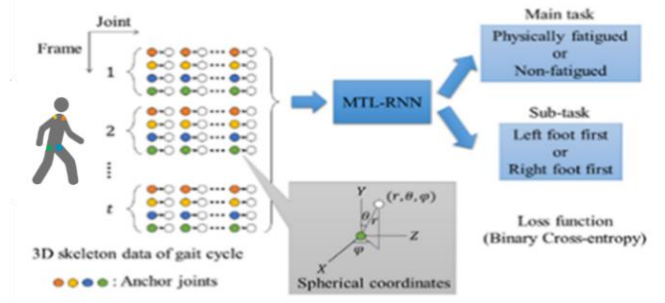 Joint
Frame
1
2
t
3D skeleton data of gait cycle
: Anchor joints
MTL-RNN
Y
(r,θ,φ)
θ
r
Z
φ
X
Spherical coordinates
Main task
Physically fatigued
or
Non-fatigued
Sub-task
Left foot first
or
Right foot first
Loss function
(Binary Cross-entropy)